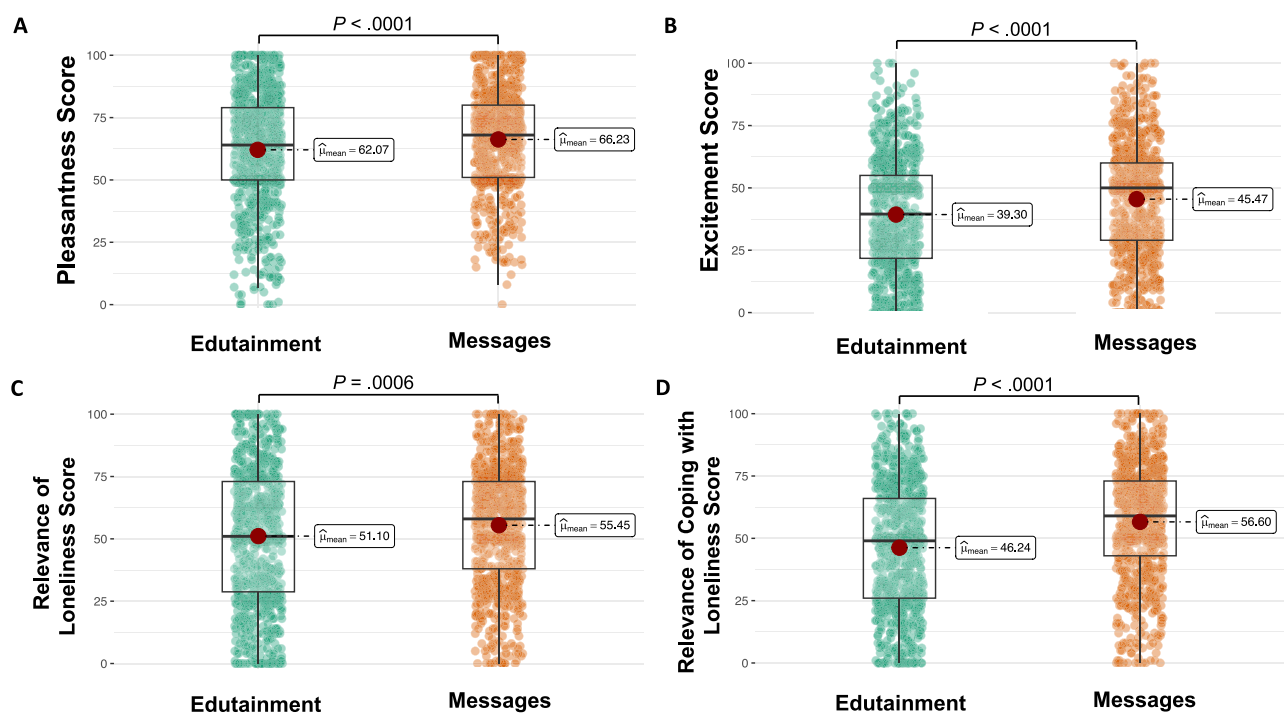 A
P < .0001
Pleasantness Score
100
75
50
25
0
μ̂mean = 62.07
μ̂mean = 66.23
Edutainment
Messages
B
P < .0001
Excitement Score
100
75
50
25
0
μ̂mean = 39.30
μ̂mean = 45.47
Edutainment
Messages
C
P = .0006
Relevance of
Loneliness Score
100
75
50
25
0
μ̂mean = 51.10
μ̂mean = 55.45
Edutainment
Messages
D
P < .0001
Relevance of Coping with
Loneliness Score
100
75
50
25
0
μ̂mean = 46.24
μ̂mean = 56.60
Edutainment
Messages